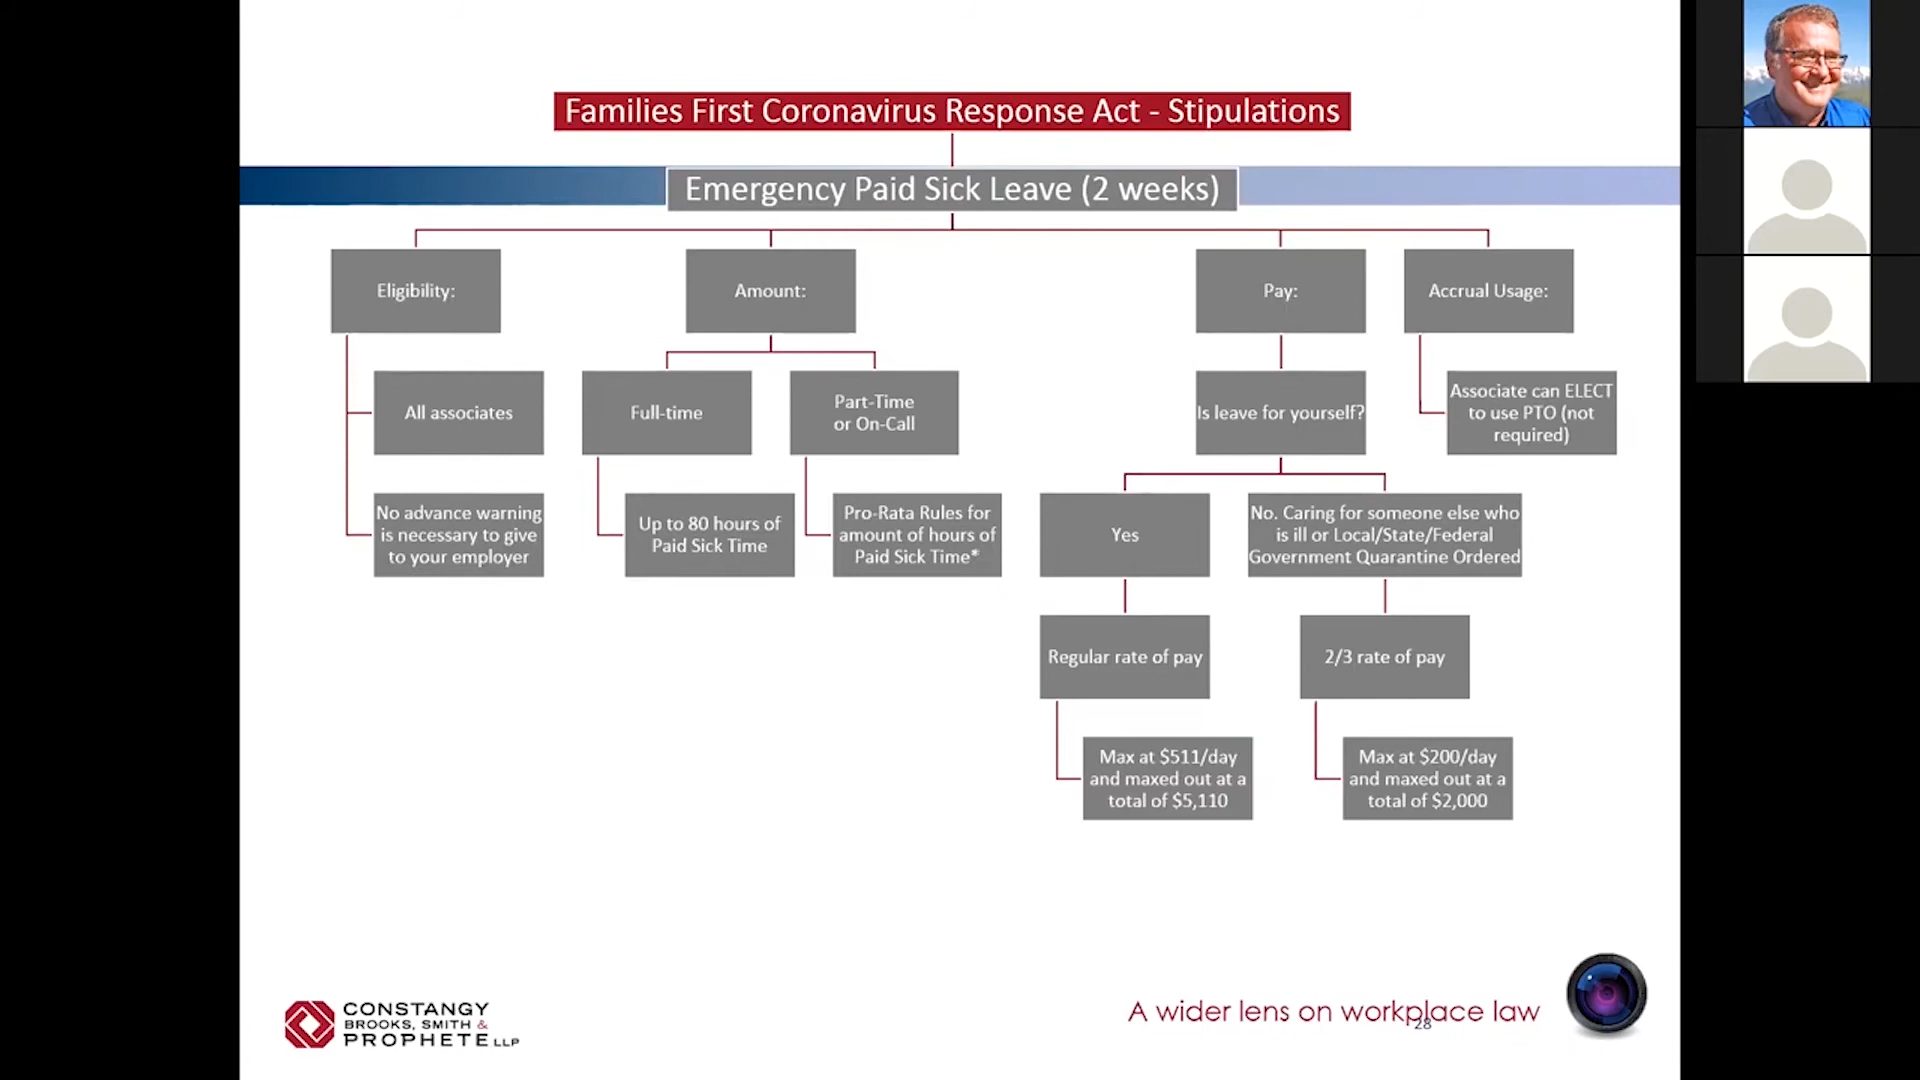 Families First Coronavirus Response Act - Stipulations
Emergency Paid Sick Leave (2 weeks)
Eligibility:
All associates
No advance warning
is necessary to give
to your employer
Amount:
Full-time
Up to 80 hours of
Paid Sick Time
Part-Time
or On-Call
Pro-Rata Rules for
amount of hours of
Paid Sick Time*
Pay:
Is leave for yourself?
Yes
Regular rate of pay
Max at $511/day
and maxed out at a
total of $5,110
No. Caring for someone else who
is ill or Local/State/Federal
Government Quarantine Ordered
2/3 rate of pay
Max at $200/day
and maxed out at a
total of $2,000
Accrual Usage:
Associate can ELECT
to use PTO (not
required)
CONSTANGY
BROOKS, SMITH &
PROPHETE LLP
A wider lens on workplace law
28